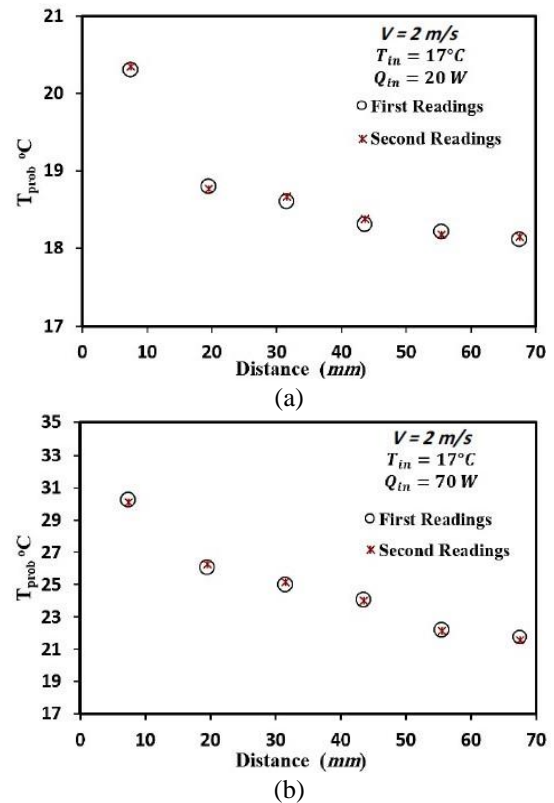 21
20
19
18
17
T_prob °C
V = 2 m/s
T_in = 17°C
Q_in = 20 W
First Readings
Second Readings
0 10 20 30 40 50 60 70
Distance (mm)
(a)
35
33
31
29
27
25
23
21
19
17
T_prob °C
V = 2 m/s
T_in = 17°C
Q_in = 70 W
First Readings
Second Readings
0 10 20 30 40 50 60 70
Distance (mm)
(b)